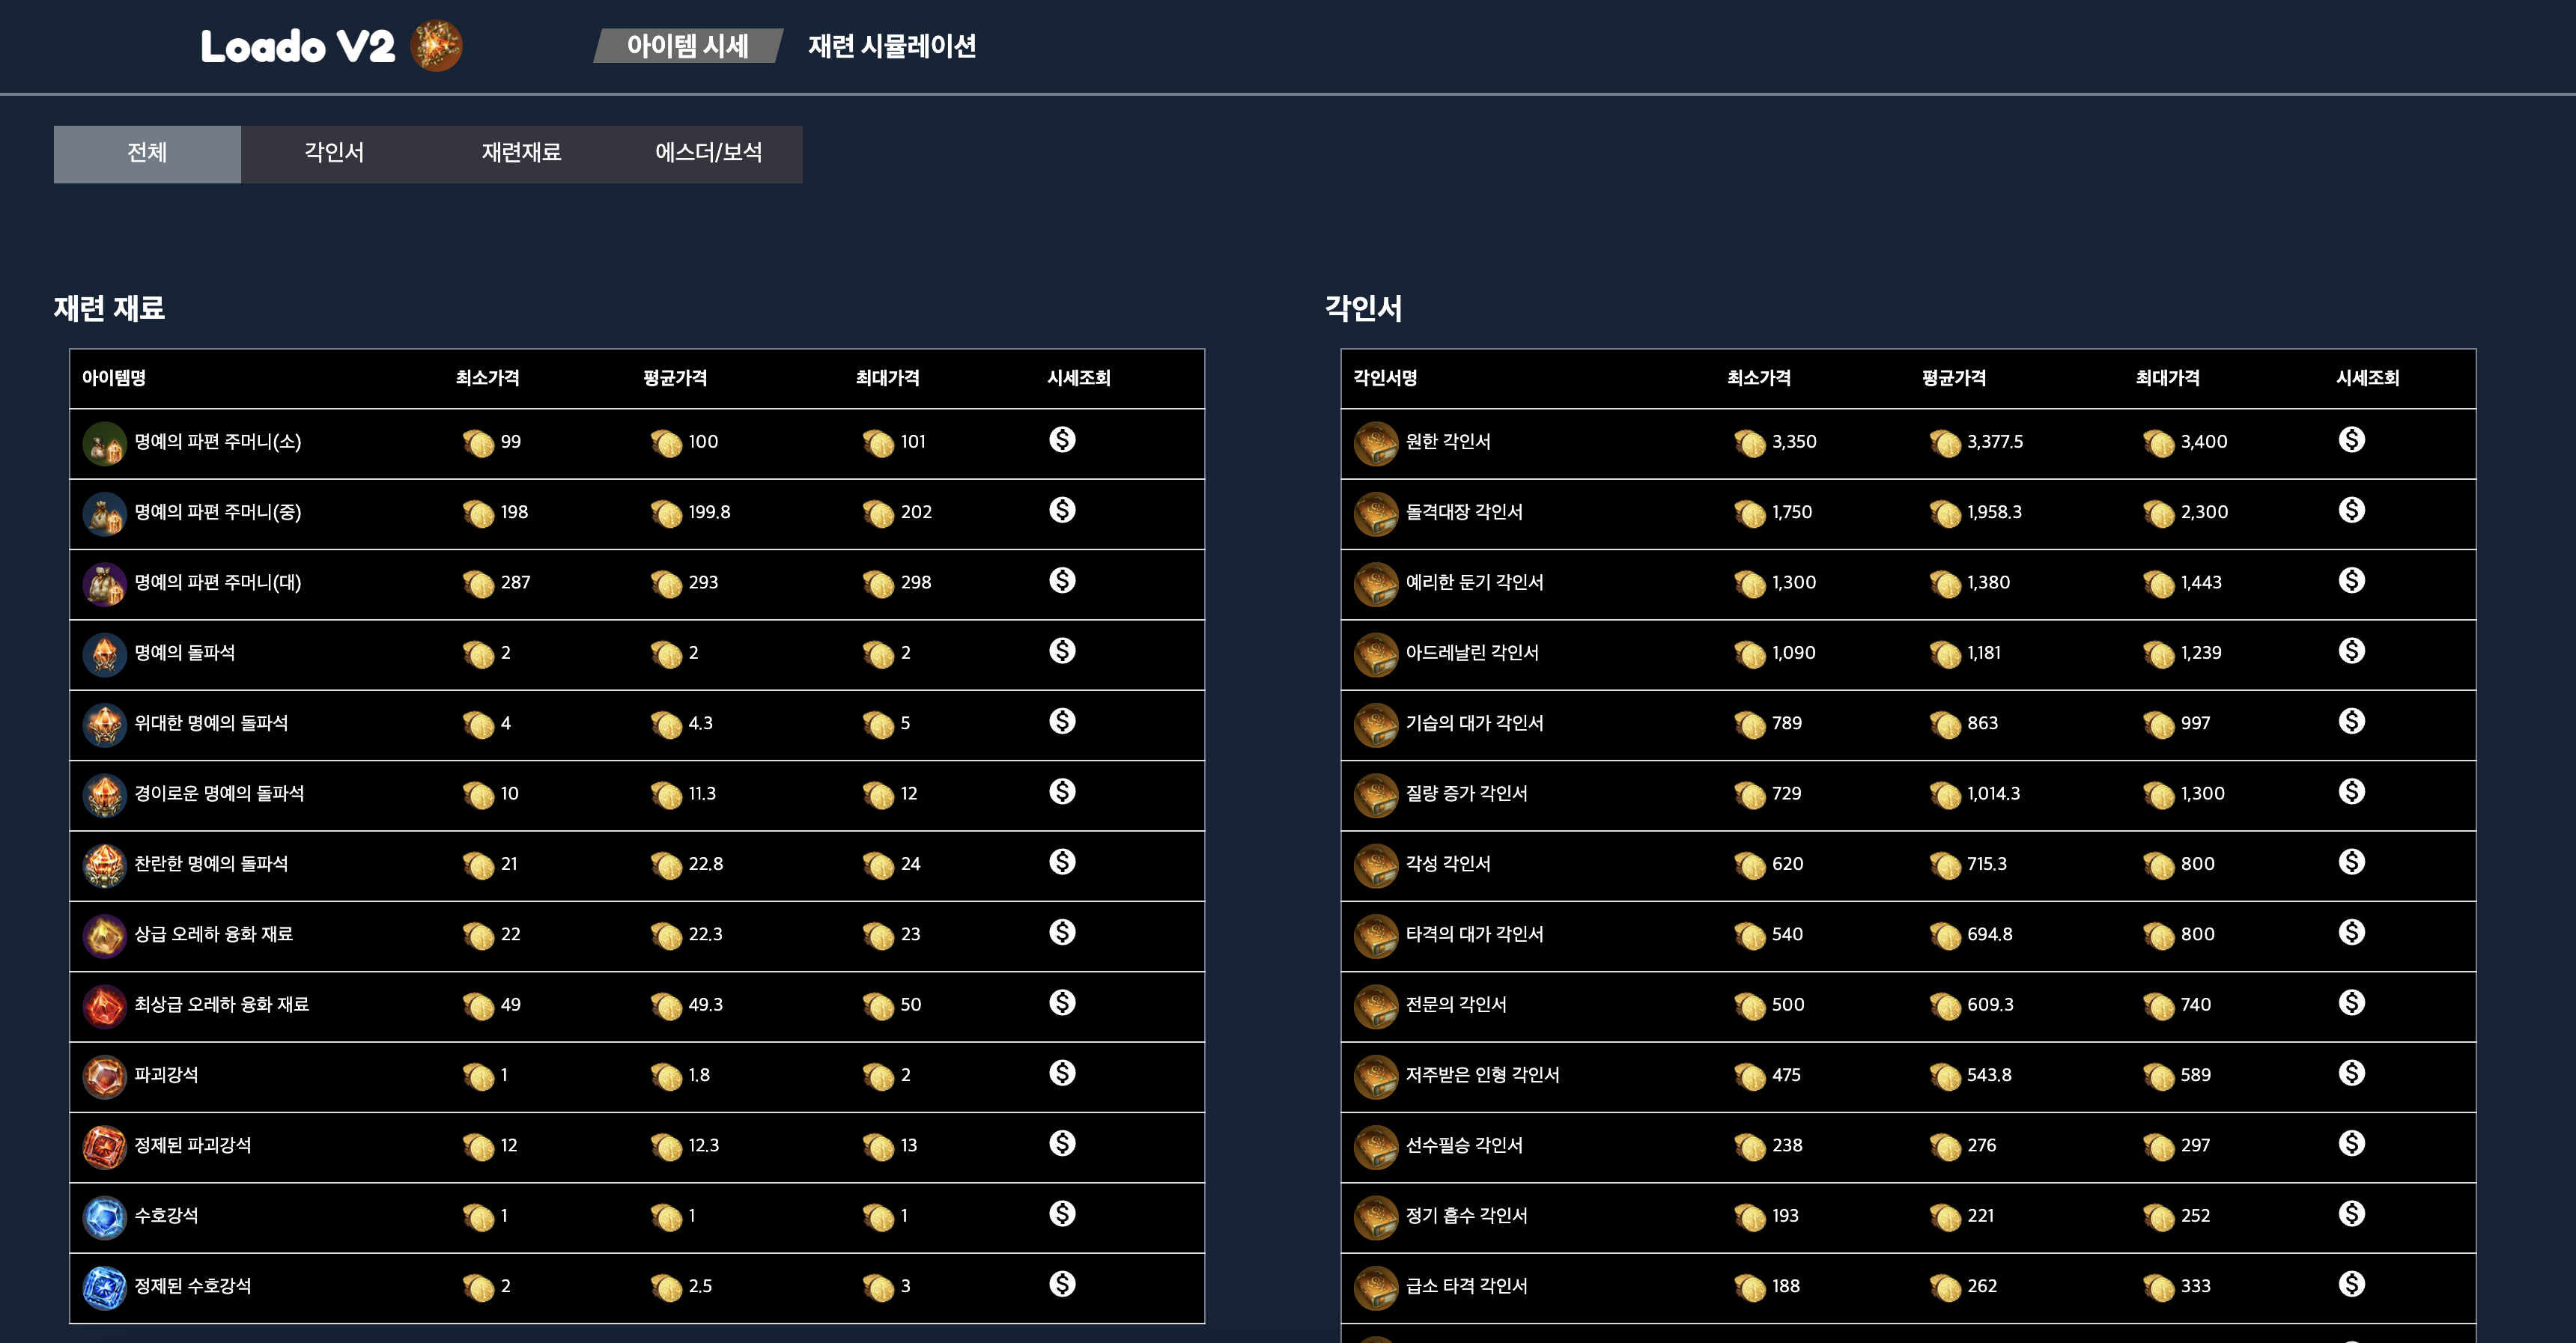 Loado V2
아이템 시세 재련 시뮬레이션
전체 각인서 재련재료 에스더/보석
재련 재료
아이템명 최소가격 평균가격 최대가격 시세조회
명예의 파편 주머니(소) 99 100 101
명예의 파편 주머니(중) 198 199.8 202
명예의 파편 주머니(대) 287 293 298
명예의 돌파석 2 2 2
위대한 명예의 돌파석 4 4.3 5
경이로운 명예의 돌파석 10 11.3 12
찬란한 명예의 돌파석 21 22.8 24
상급 오레하 융화 재료 22 22.3 23
최상급 오레하 융화 재료 49 49.3 50
파괴강석 1 1.8 2
정제된 파괴강석 12 12.3 13
수호강석 1 1 1
정제된 수호강석 2 2.5 3
각인서
각인서명 최소가격 평균가격 최대가격 시세조회
원한 각인서 3,350 3,377.5 3,400
돌격대장 각인서 1,750 1,958.3 2,300
예리한 둔기 각인서 1,300 1,380 1,443
아드레날린 각인서 1,090 1,181 1,239
기습의 대가 각인서 789 863 997
질량 증가 각인서 729 1,014.3 1,300
각성 각인서 620 715.3 800
타격의 대가 각인서 540 694.8 800
전문의 각인서 500 609.3 740
저주받은 인형 각인서 475 543.8 589
선수필승 각인서 238 276 297
정기 흡수 각인서 193 221 252
급소 타격 각인서 188 262 333